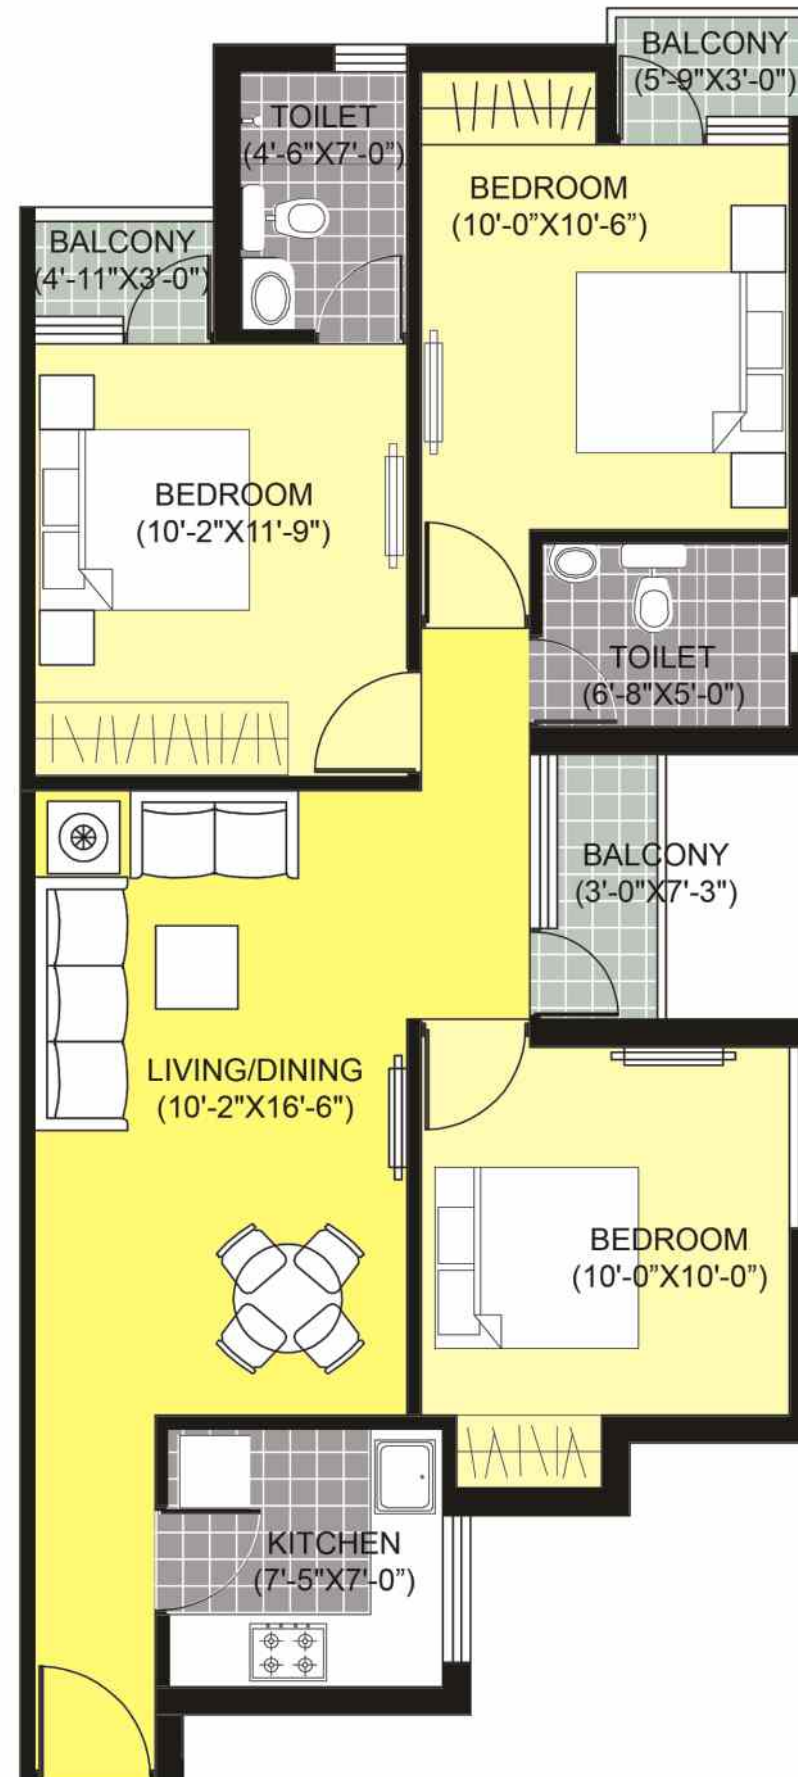 BALCONY
(5'-9"X3'-0")
TOILET
(4'-6"X7'-0”)
BEDROOM
(10'-0”X10'-6”)
BALCONY
(4'-11"X3'-0")
BEDROOM
(10'-2"X11'-9")
TOILET
(6'-8"X5'-0")
BALCONY
(3'-0"X7'-3")
LIVING/DINING
(10'-2"X16'-6")
BEDROOM
(10'-0”X10'-0”)
KITCHEN
(7'-5"X7'-0”)